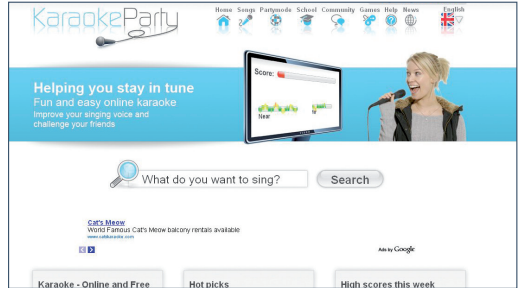 KaraokeParty
Home Songs Partymode School Community Games Help News English
Helping you stay in tune
Fun and easy online karaoke
Improve your singing voice and
challenge your friends
Score:
Near
What do you want to sing? Search
Cat's Meow
World Famous Cat's Meow balcony rentals available
Ads by Google
Karaoke - Online and Free Hot picks High scores this week